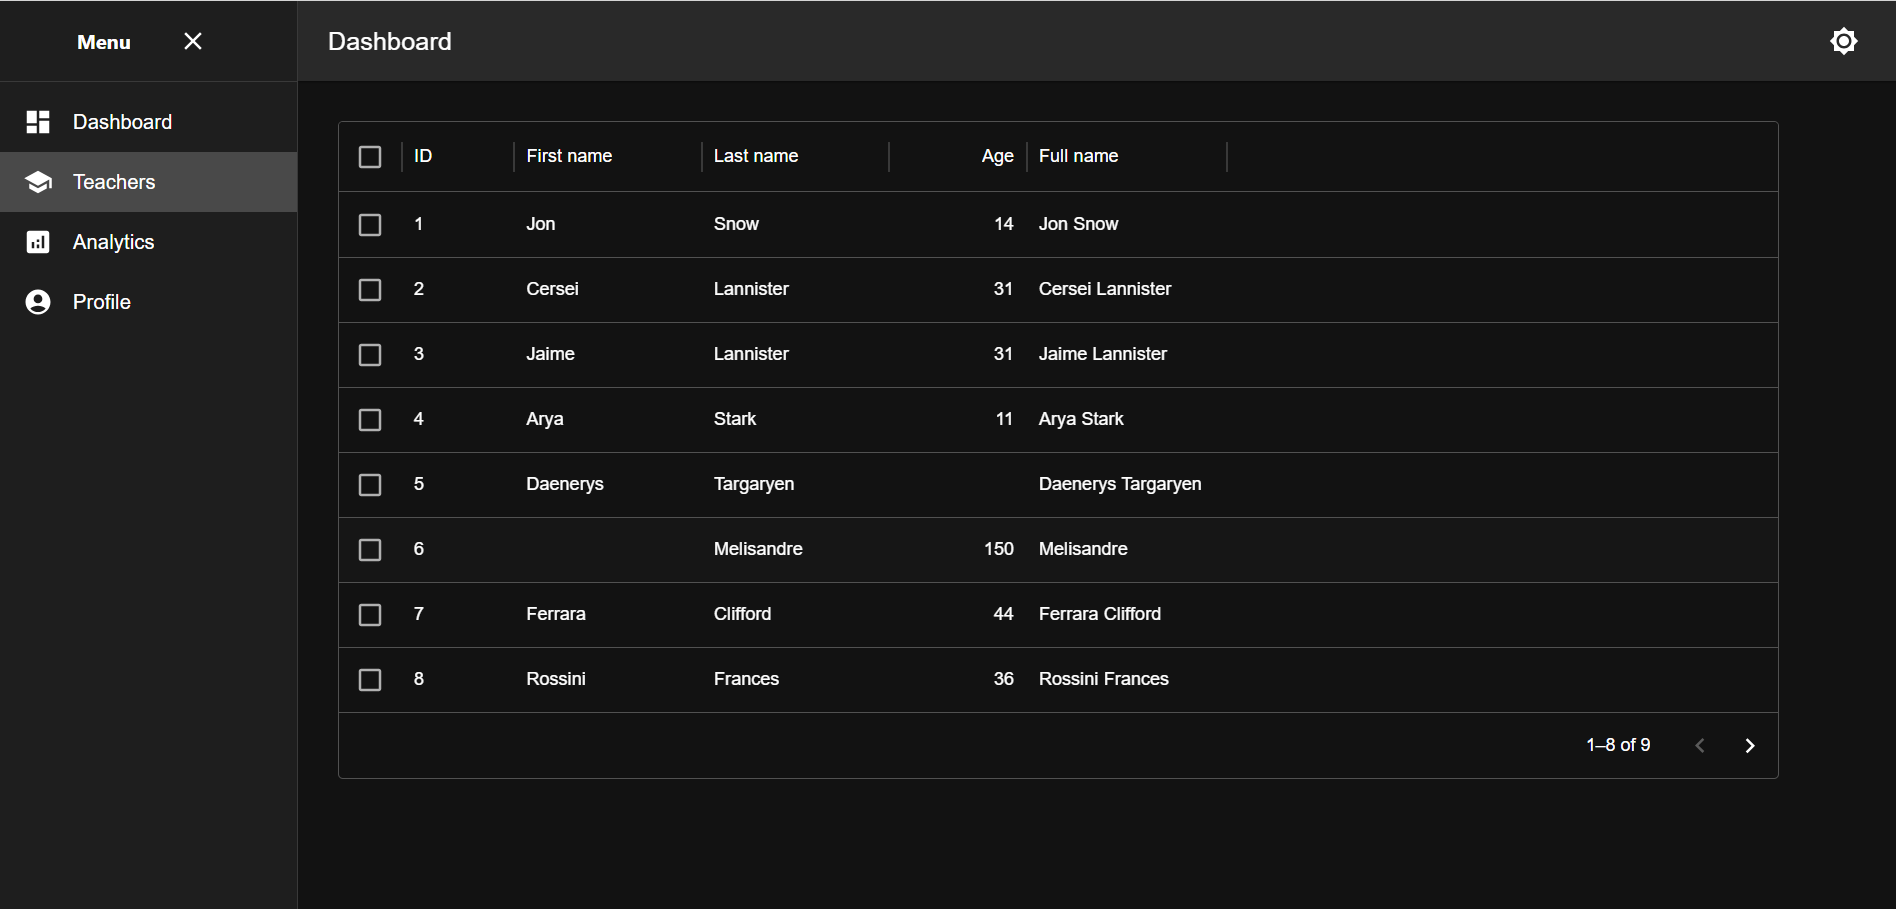 Menu
Dashboard
Dashboard
Teachers
Analytics
Profile
ID First name Last name Age Full name
1 Jon Snow 14 Jon Snow
2 Cersei Lannister 31 Cersei Lannister
3 Jaime Lannister 31 Jaime Lannister
4 Arya Stark 11 Arya Stark
5 Daenerys Targaryen Daenerys Targaryen
6 Melisandre 150 Melisandre
7 Ferrara Clifford 44 Ferrara Clifford
8 Rossini Frances 36 Rossini Frances
1–8 of 9